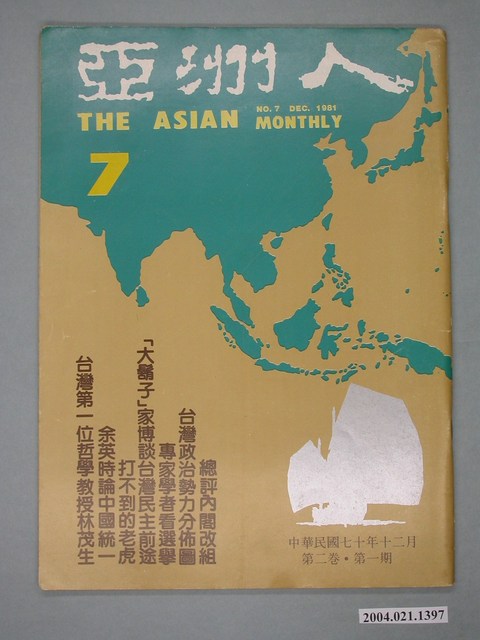 亞洲人
NO. 7 DEC. 1981
THE ASIAN MONTHLY
7
總評內閣改組
台灣政治勢力分佈圖
專家學者看選舉
「大鬍子」家博談台灣民主前途
打不到的老虎
余英時論中國統一
台灣第一位哲學教授林茂生
中華民國七十年十二月
第二卷・第一期
2004.021.1397